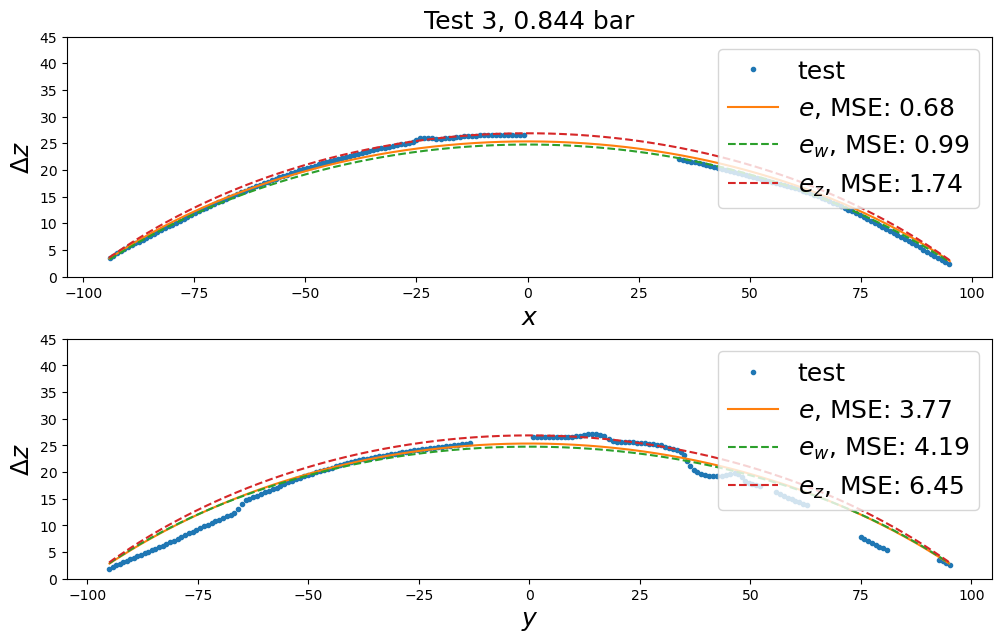 Test 3, 0.844 bar
45
40
35
30
25
20
15
10
5
0
Δz
test
e, MSE: 0.68
e_w, MSE: 0.99
e_z, MSE: 1.74
−100
−75
−50
−25
0
25
50
75
100
x
45
40
35
30
25
20
15
10
5
0
Δz
test
e, MSE: 3.77
e_w, MSE: 4.19
e_z, MSE: 6.45
−100
−75
−50
−25
0
25
50
75
100
y